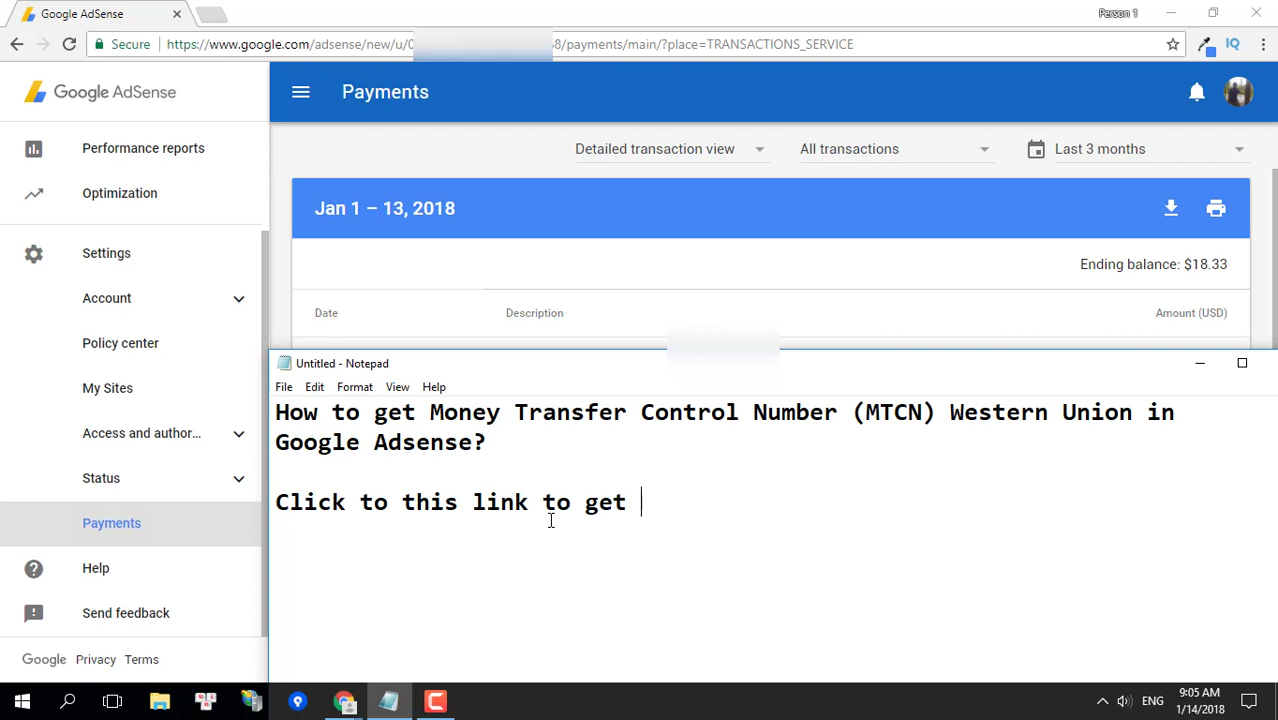 Google AdSense
Person 1
Secure
https://www.google.com/adsense/new/u/0
8/payments/main/?place=TRANSACTIONS_SERVICE
IQ
Google AdSense
Payments
Performance reports
Optimization
Settings
Account
Policy center
My Sites
Access and author...
Status
Payments
Help
Send feedback
Google Privacy Terms
Detailed transaction view
All transactions
Last 3 months
Jan 1 – 13, 2018
Ending balance: $18.33
Date Description Amount (USD)
Untitled - Notepad
File Edit Format View Help
How to get Money Transfer Control Number (MTCN) Western Union in
Google Adsense?
Click to this link to get
ENG
9:05 AM
1/14/2018